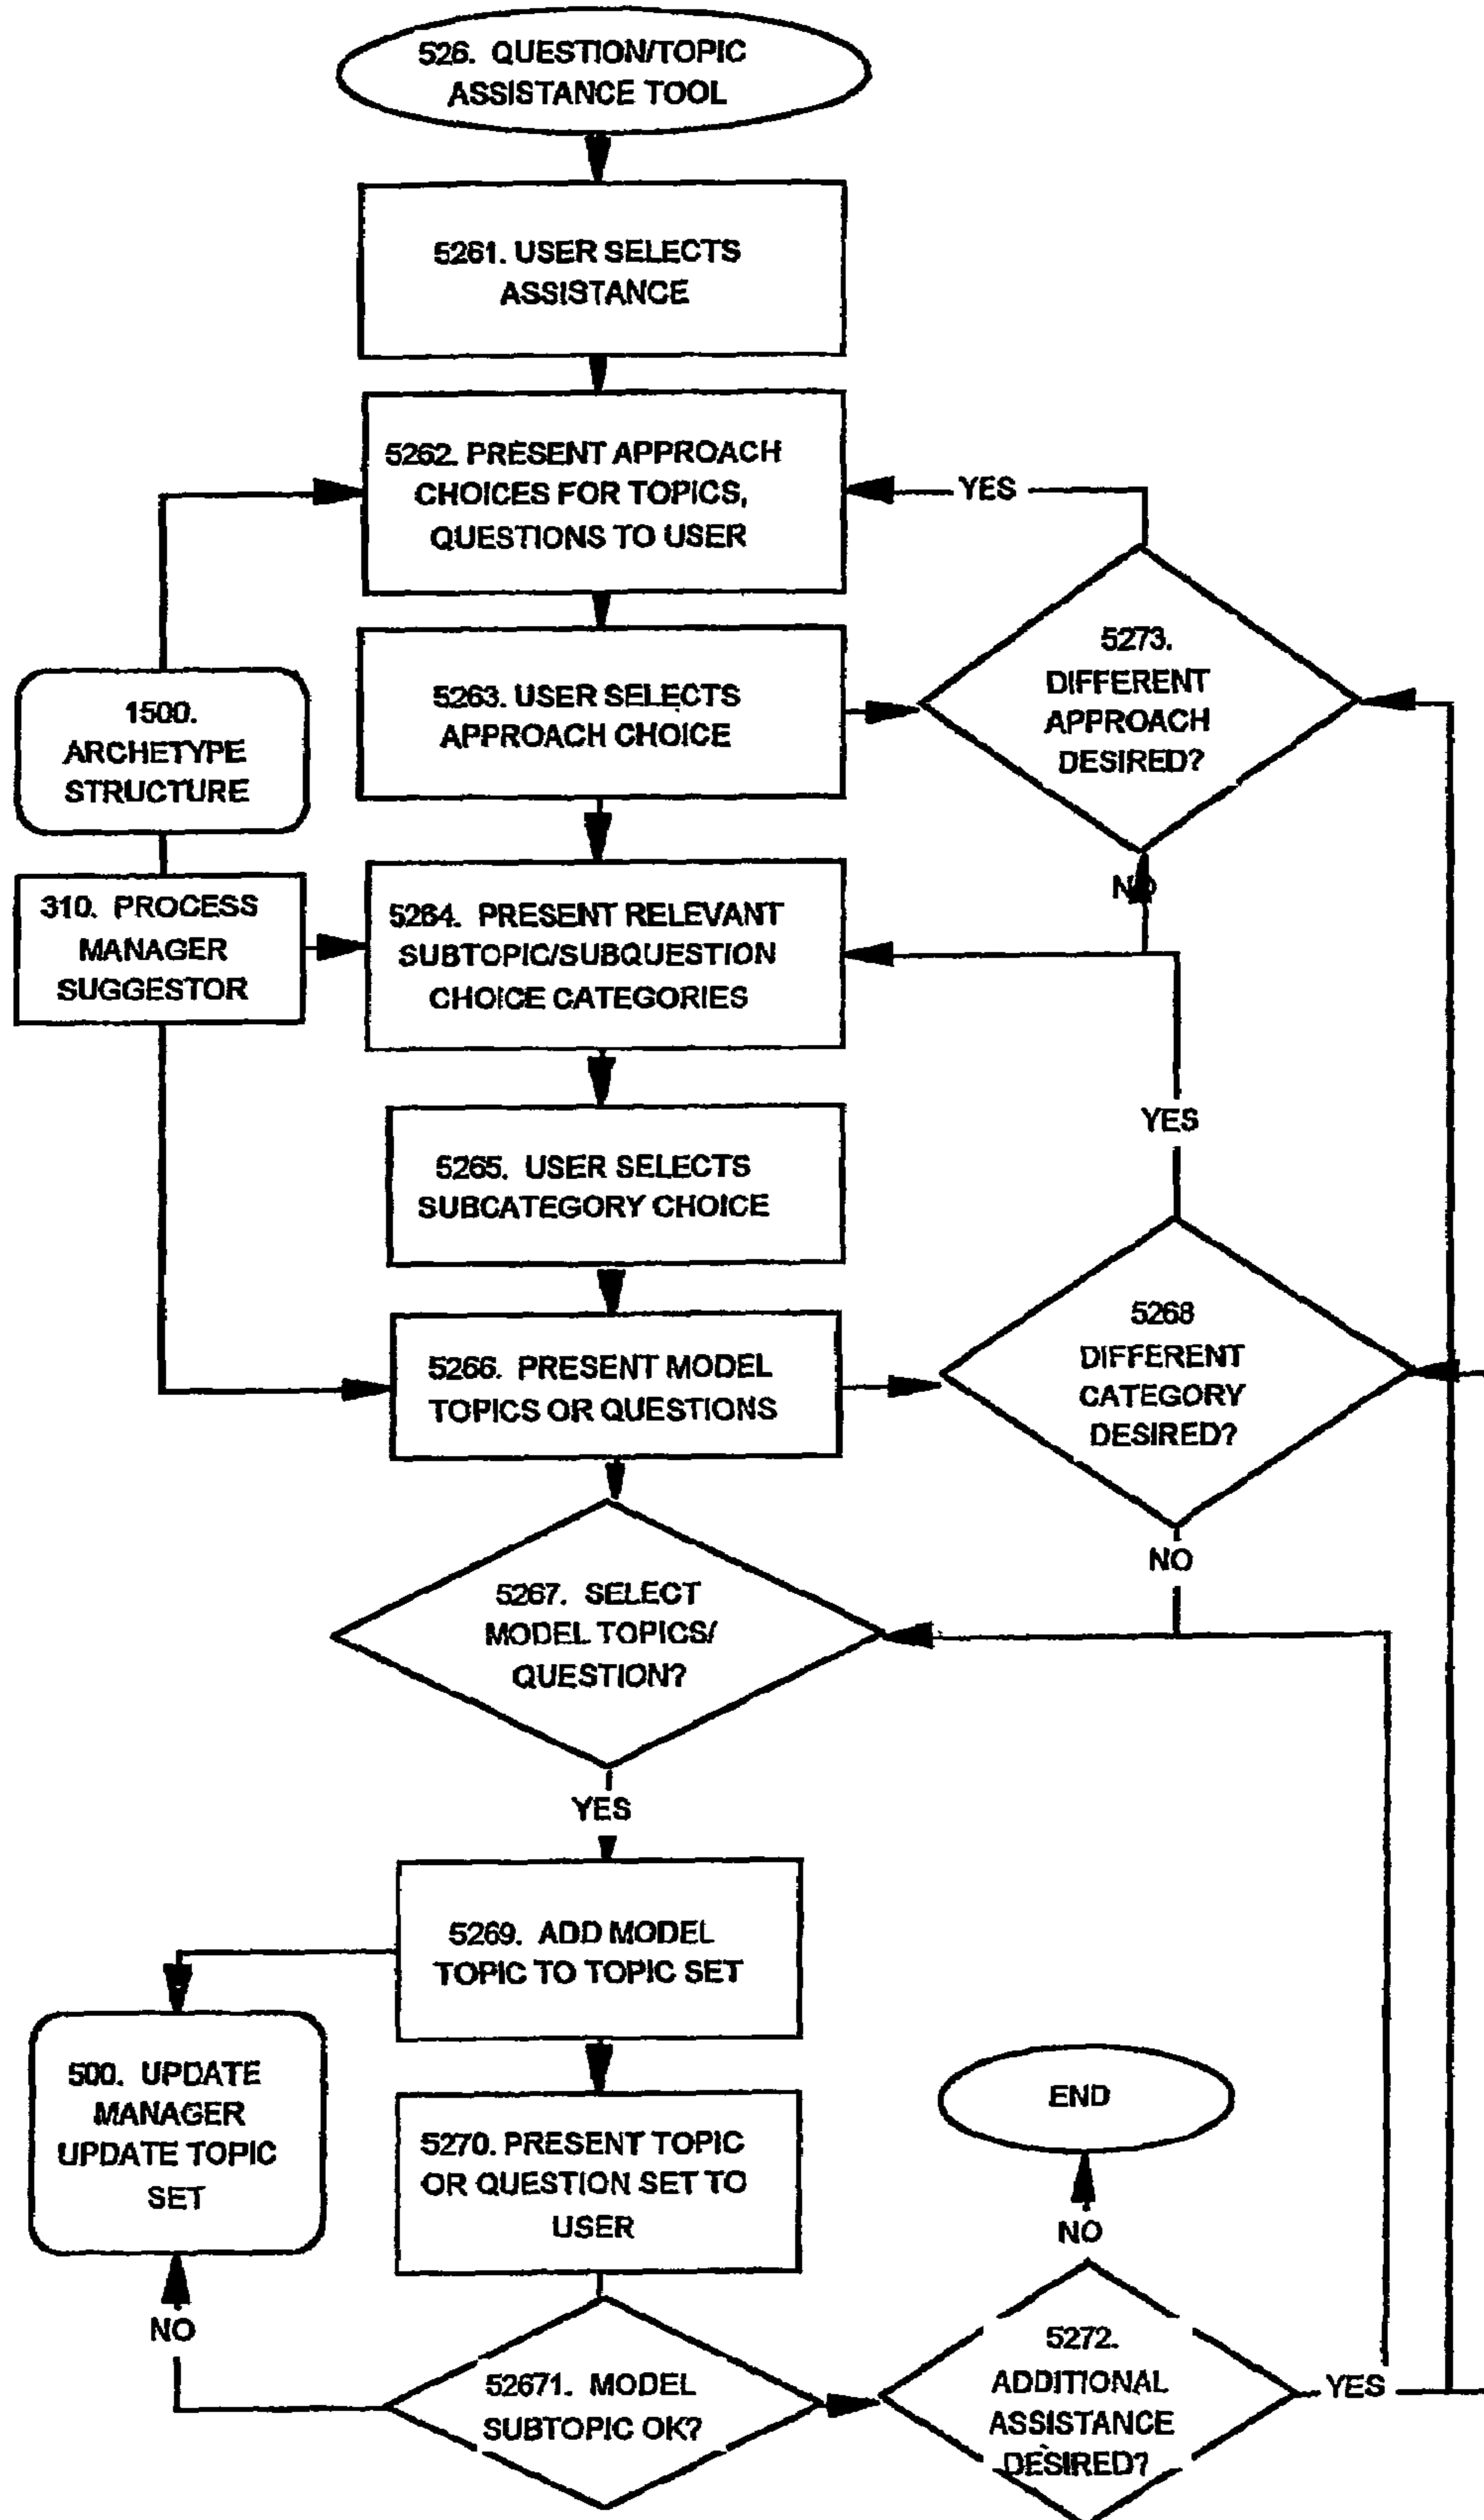 526. QUESTION/TOPIC
ASSISTANCE TOOL
5261. USER SELECTS
ASSISTANCE
5262. PRESENT APPROACH
CHOICES FOR TOPICS,
QUESTIONS TO USER
YES
5263. USER SELECTS
APPROACH CHOICE
5273.
DIFFERENT
APPROACH
DESIRED?
1500.
ARCHETYPE
STRUCTURE
NO
310. PROCESS
MANAGER
SUGGESTOR
5264. PRESENT RELEVANT
SUBTOPIC/SUBQUESTION
CHOICE CATEGORIES
YES
5265. USER SELECTS
SUBCATEGORY CHOICE
5266. PRESENT MODEL
TOPICS OR QUESTIONS
5268
DIFFERENT
CATEGORY
DESIRED?
NO
5267. SELECT
MODEL TOPICS/
QUESTION?
YES
5269. ADD MODEL
TOPIC TO TOPIC SET
500. UPDATE
MANAGER
UPDATE TOPIC
SET
5270. PRESENT TOPIC
OR QUESTION SET TO
USER
END
NO
NO
52671. MODEL
SUBTOPIC OK?
5272.
ADDITIONAL
ASSISTANCE
DESIRED?
YES